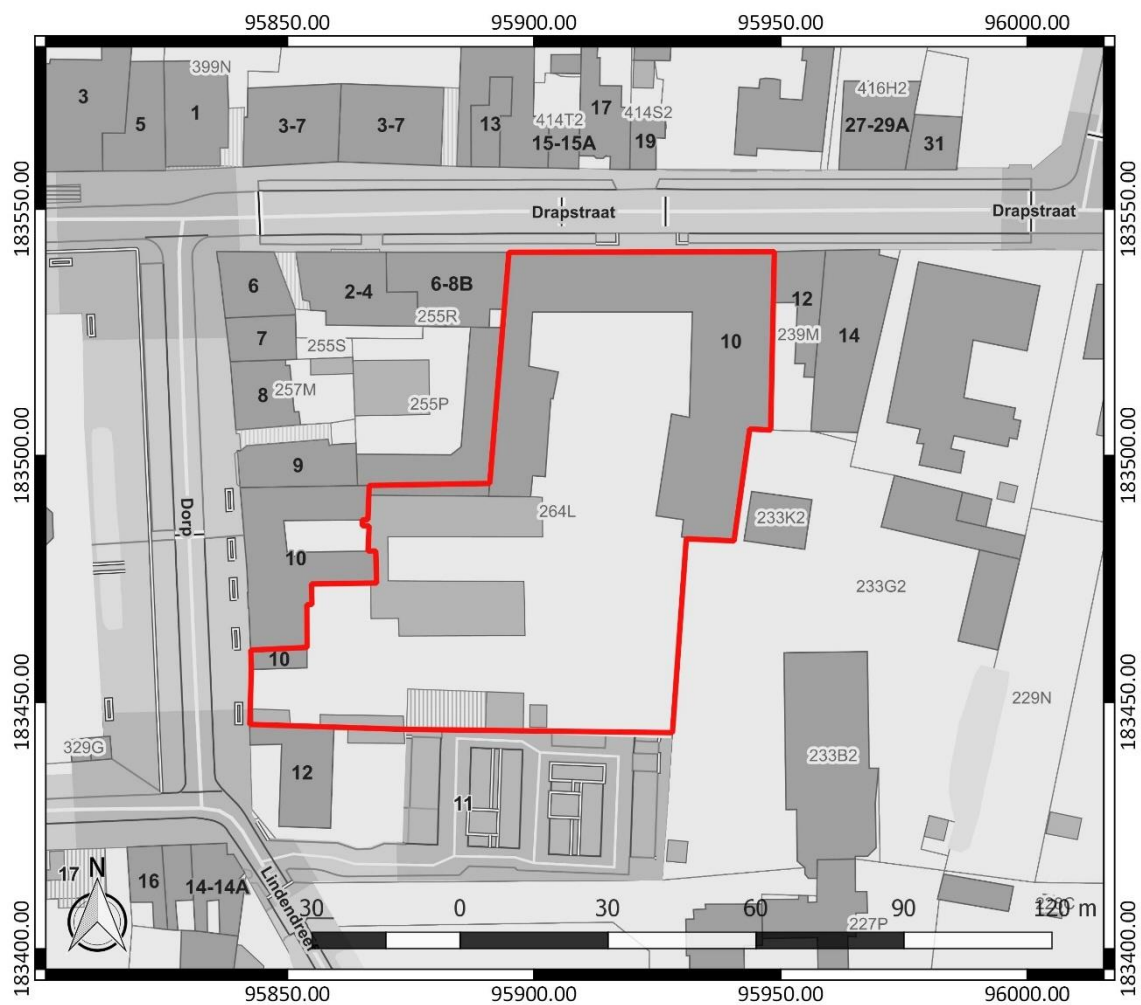 95850.00 95900.00 95950.00 96000.00
399N 416H2
3 5 1 3-7 3-7 13 414T2 17 414S2 27-29A
15-15A 19 31
183550.00 183550.00
Drapstraat Drapstraat
6 2-4 6-8B 12
255R 10 239M 14
7 255S
8 257M 255P
183500.00 183500.00
9
Dorp 264L 233K2
10 233G2
10
183450.00 183450.00
229N
329G 233B2
12 11
N
17 16 14-14A
Lindendreef
227P
30 0 30 60 90 120 m
183400.00 183400.00
95850.00 95900.00 95950.00 96000.00